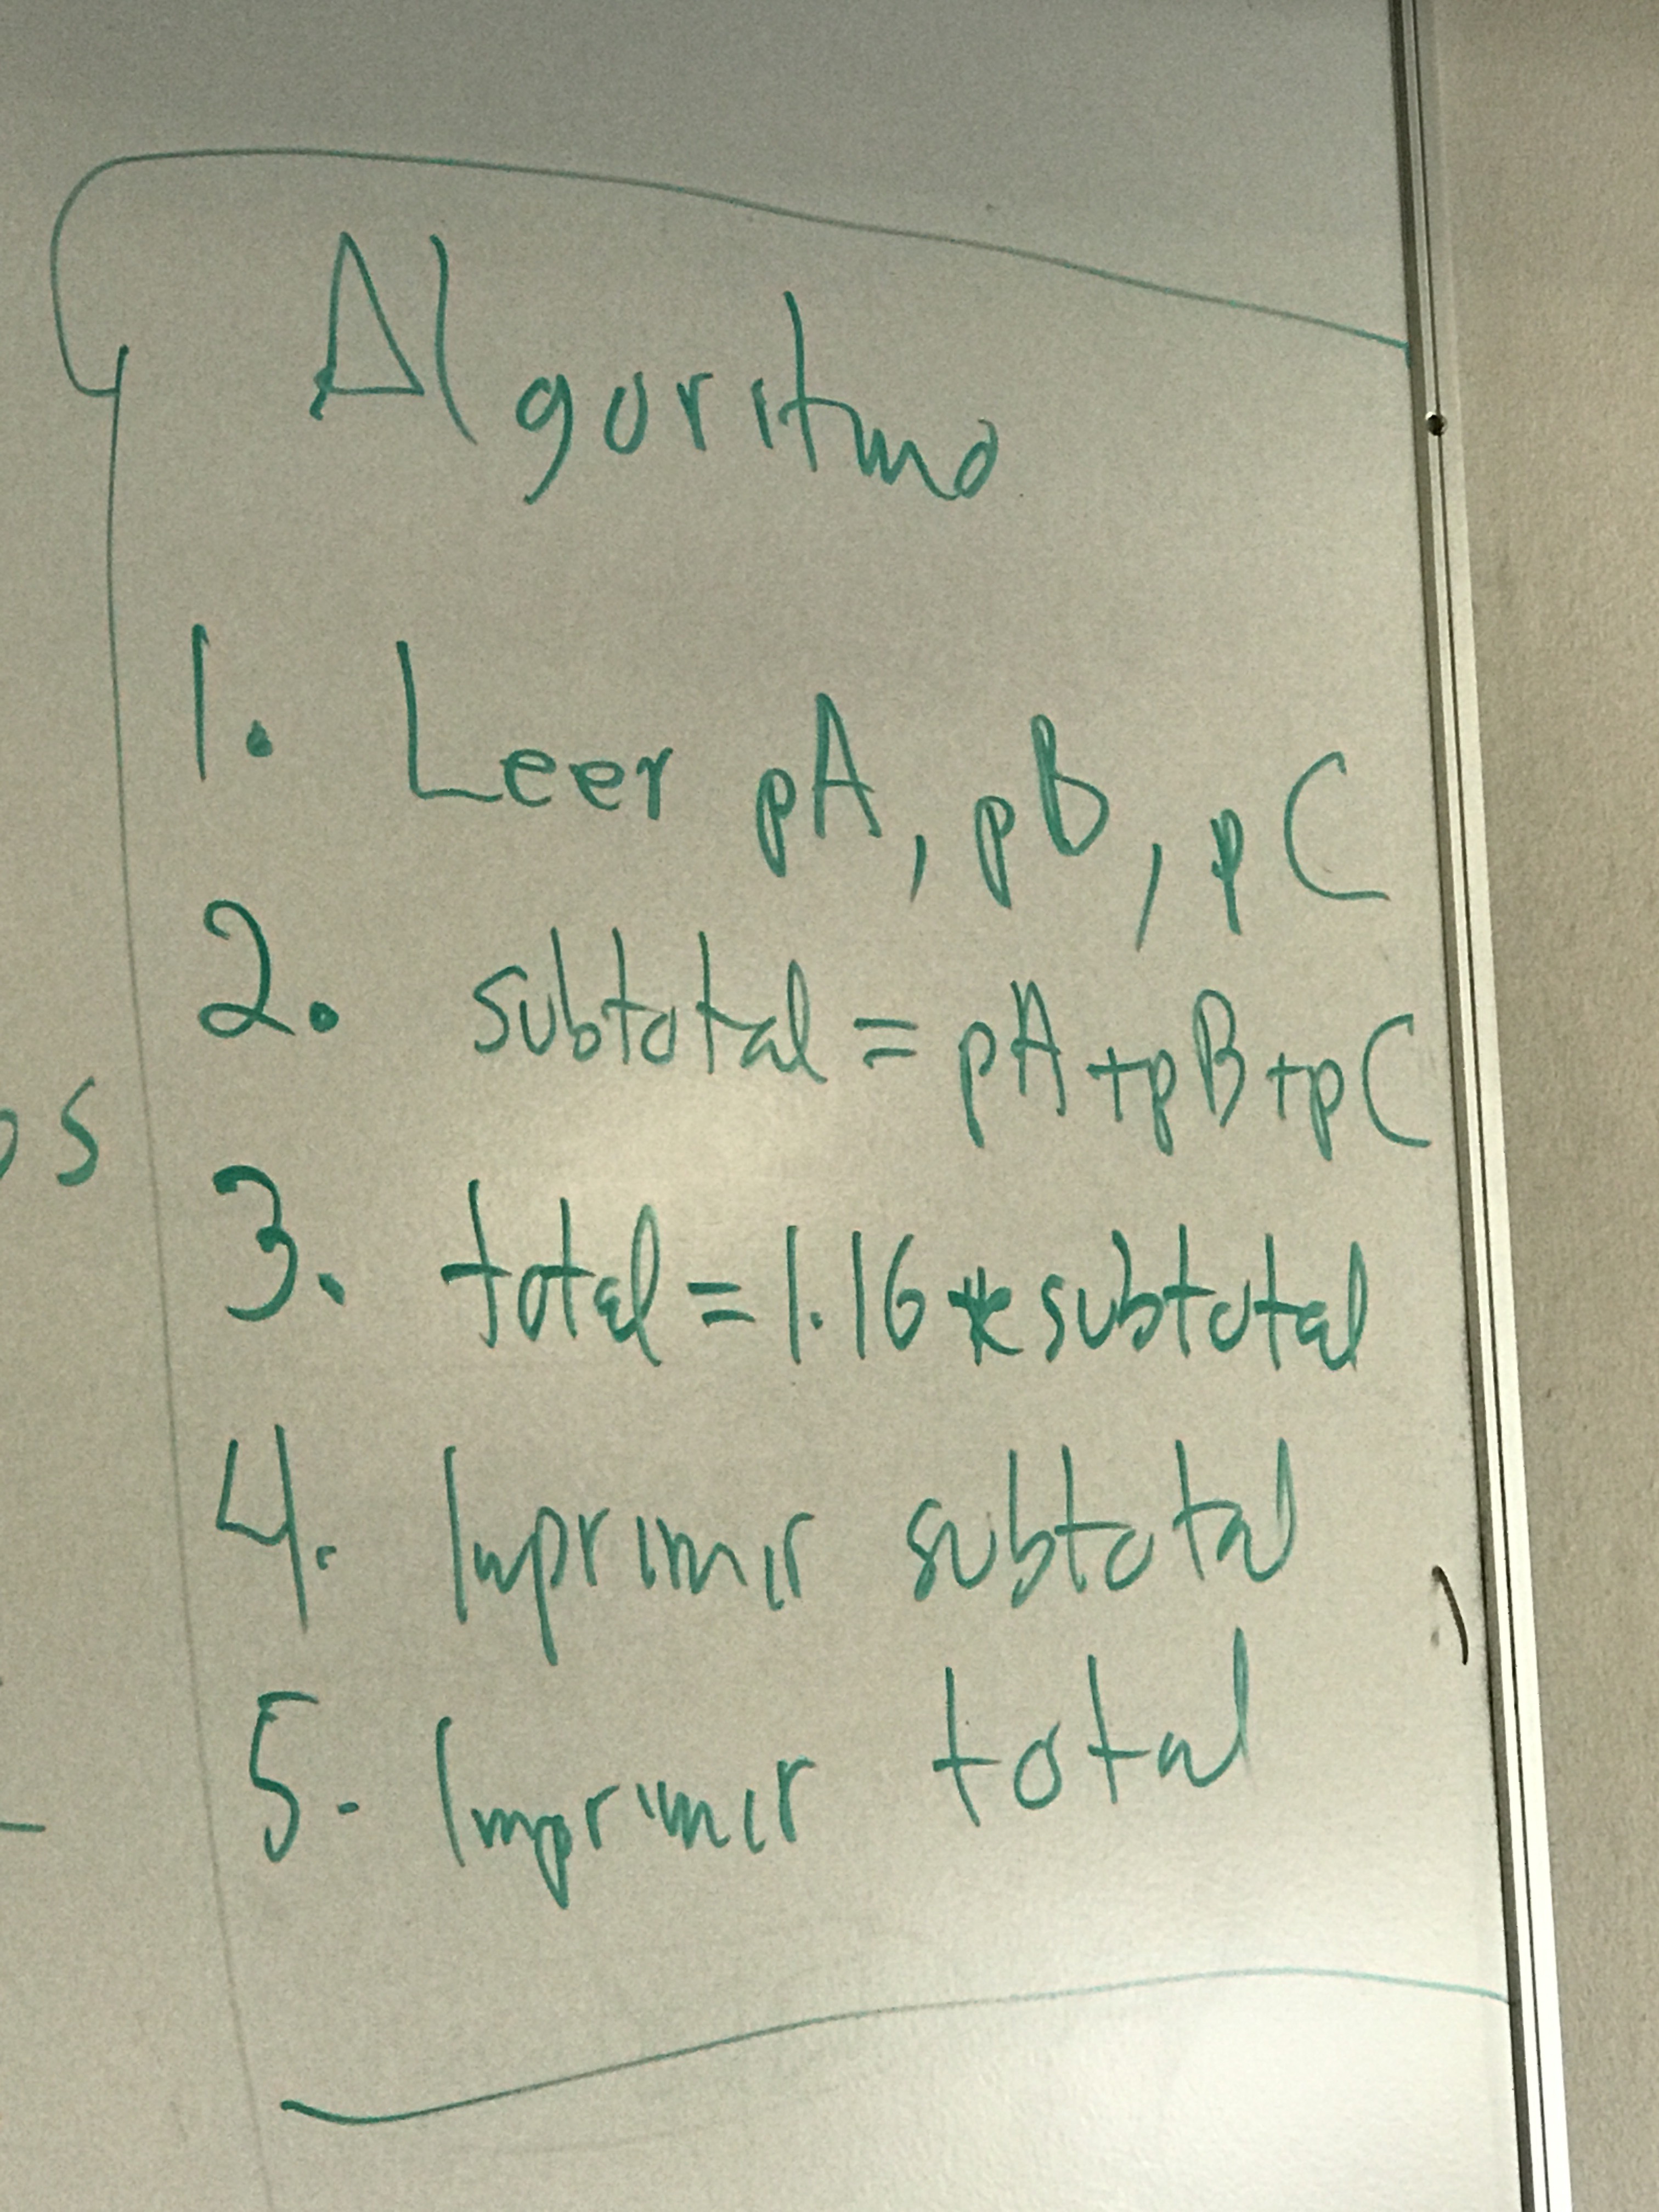 Algoritmo
1. Leer pA, pB, pC
2. subtotal = pA+pB+pC
3. total = 1.16 * subtotal
4. Imprimir subtotal
5. Imprimir total
os